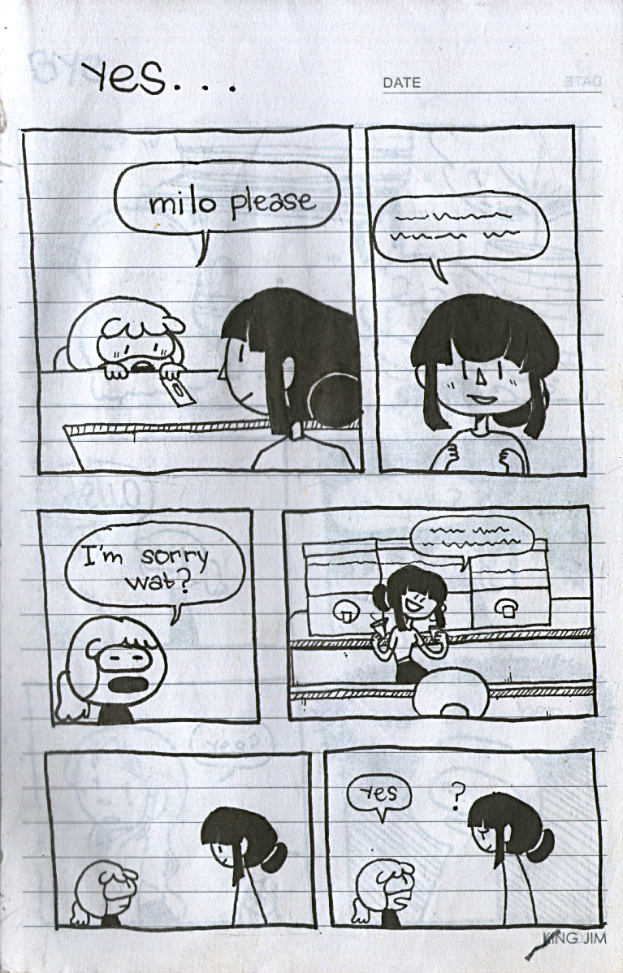 Yes...
DATE
milo please
I'm sorry
wat?
Yes
?
KING JIM